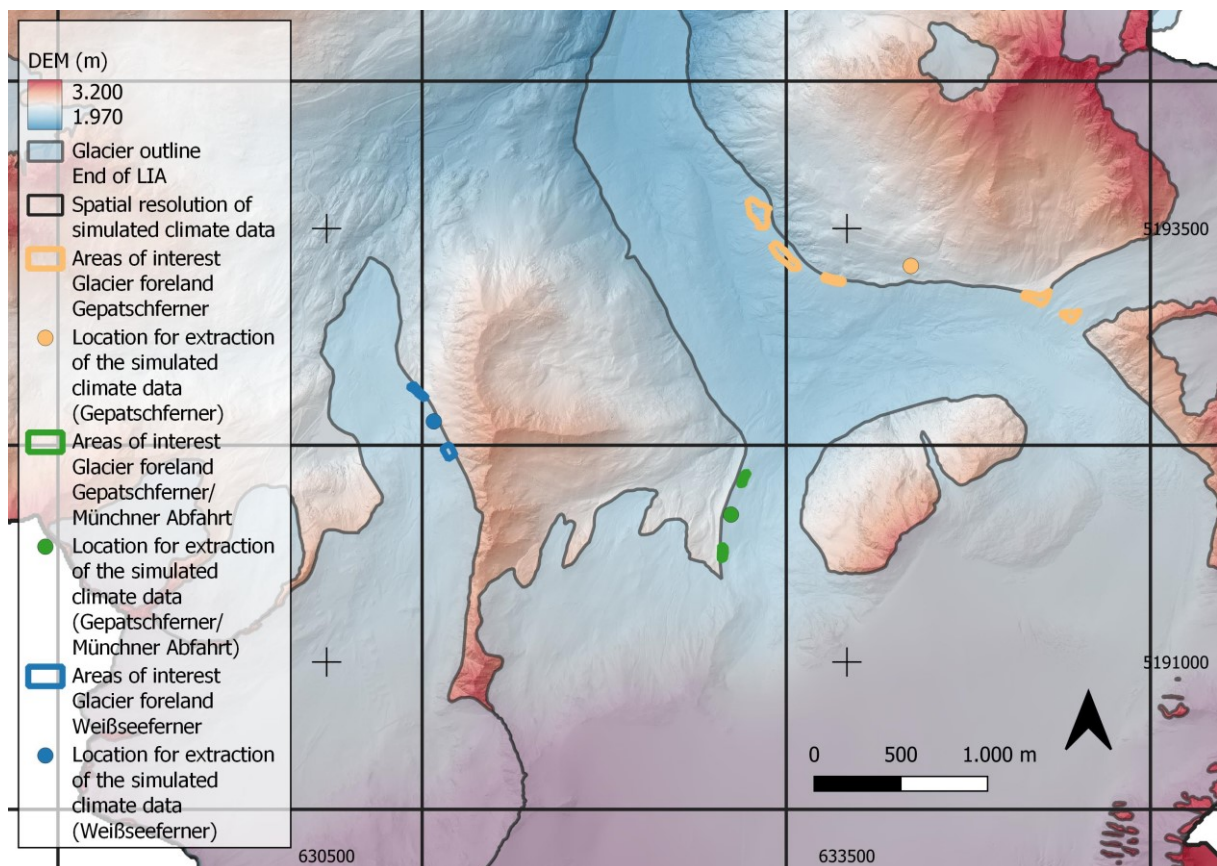 DEM (m)
3.200
1.970
Glacier outline
End of LIA
Spatial resolution of
simulated climate data
Areas of interest
Glacier foreland
Gepatschferner
Location for extraction
of the simulated
climate data
(Gepatschferner)
Areas of interest
Glacier foreland
Gepatschferner/
Münchner Abfahrt
Location for extraction
of the simulated
climate data
(Gepatschferner/
Münchner Abfahrt)
Areas of interest
Glacier foreland
Weißseeferner
Location for extraction
of the simulated
climate data
(Weißseeferner)
5193500
5191000
0 500 1.000 m
630500
633500